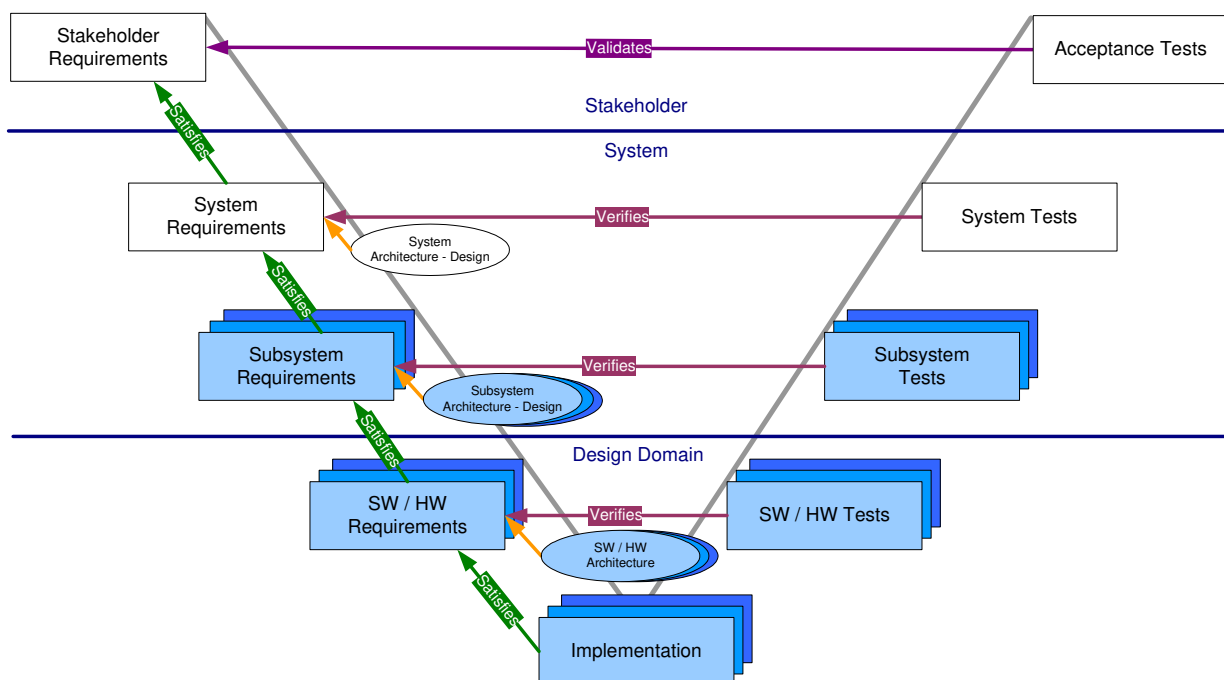 Stakeholder
Requirements
Validates
Acceptance Tests
Stakeholder
Satisfies
System
System
Requirements
Verifies
System Tests
System
Architecture - Design
Satisfies
Subsystem
Requirements
Verifies
Subsystem
Tests
Subsystem
Architecture - Design
Satisfies
Design Domain
SW / HW
Requirements
Verifies
SW / HW Tests
SW / HW
Architecture
Satisfies
Implementation